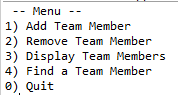 -- Menu --
1) Add Team Member
2) Remove Team Member
3) Display Team Members
4) Find a Team Member
0) Quit